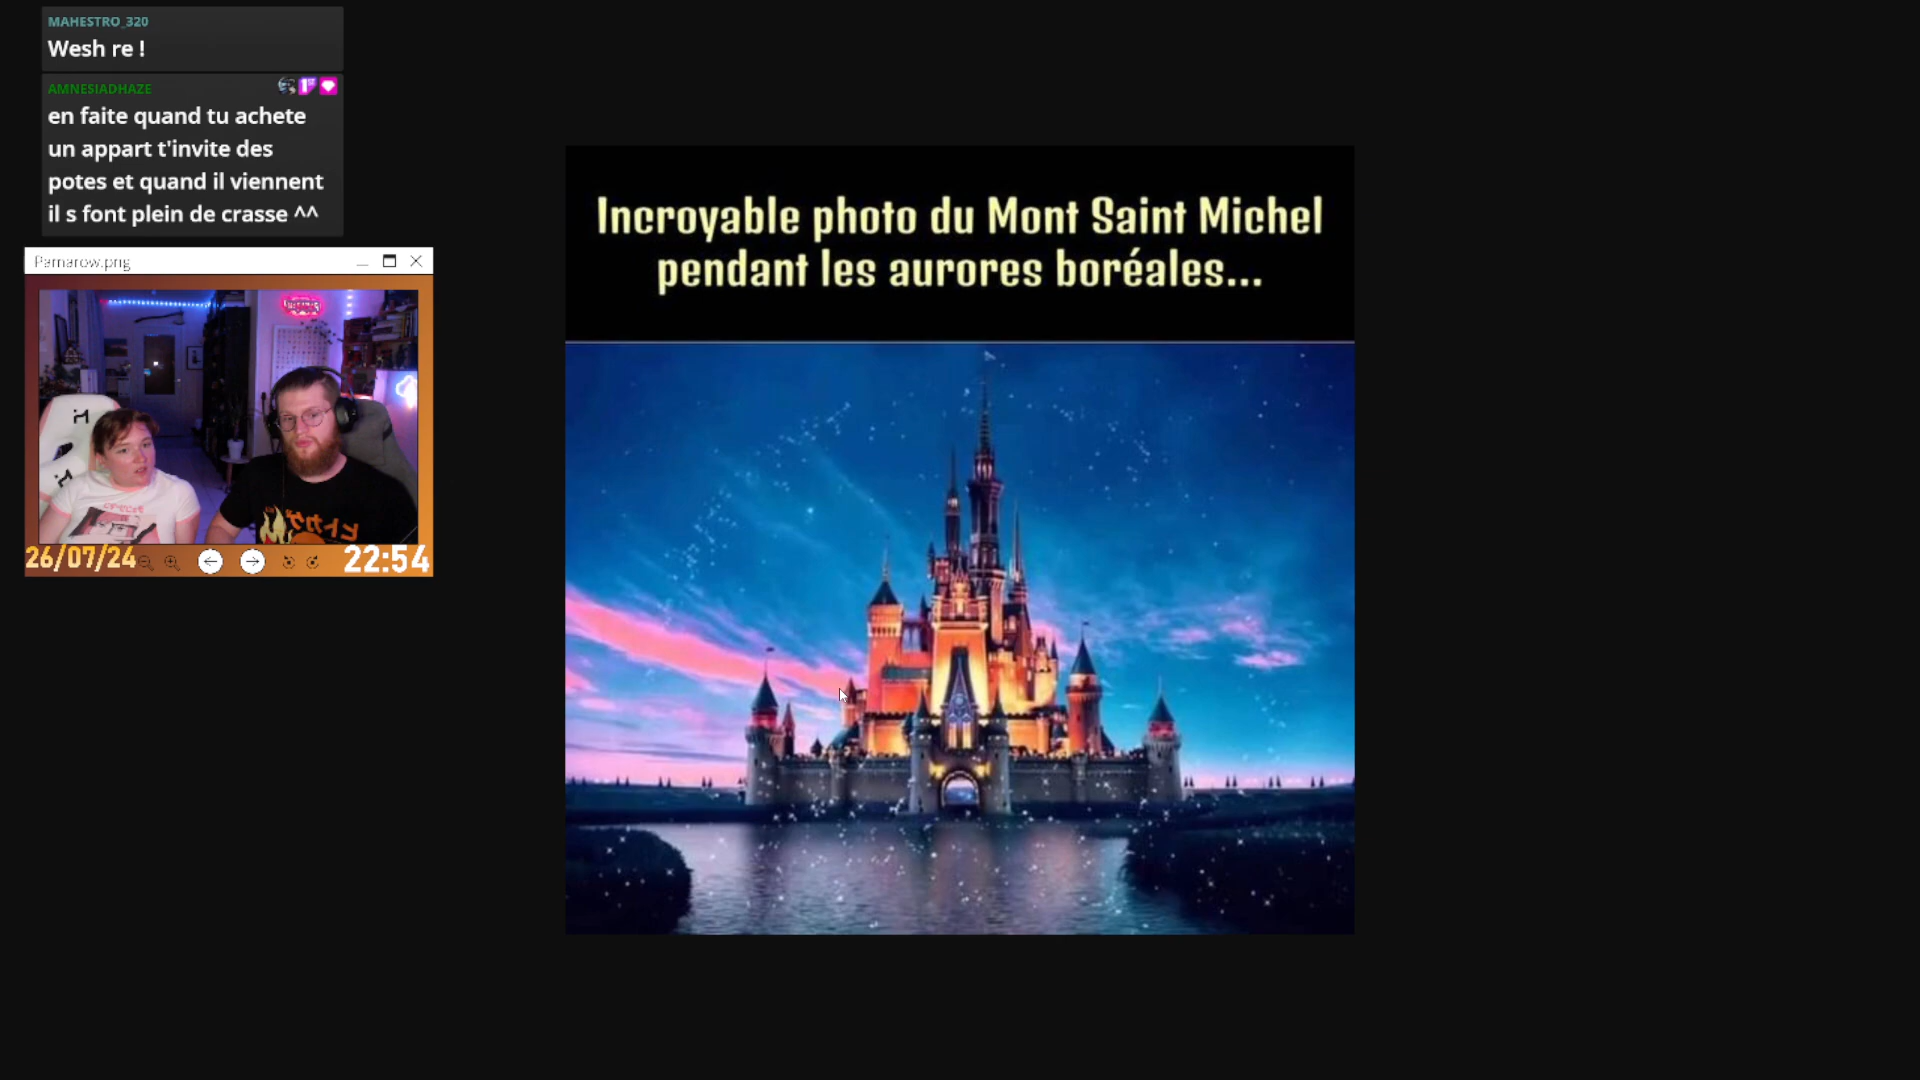 MAHESTRO_320
Wesh re !
AMNESIADHAZE
en faite quand tu achete
un appart t'invite des
potes et quand il viennent
il s font plein de crasse ^^
Pamarow.png
26/07/24
22:54
Incroyable photo du Mont Saint Michel
pendant les aurores boréales...